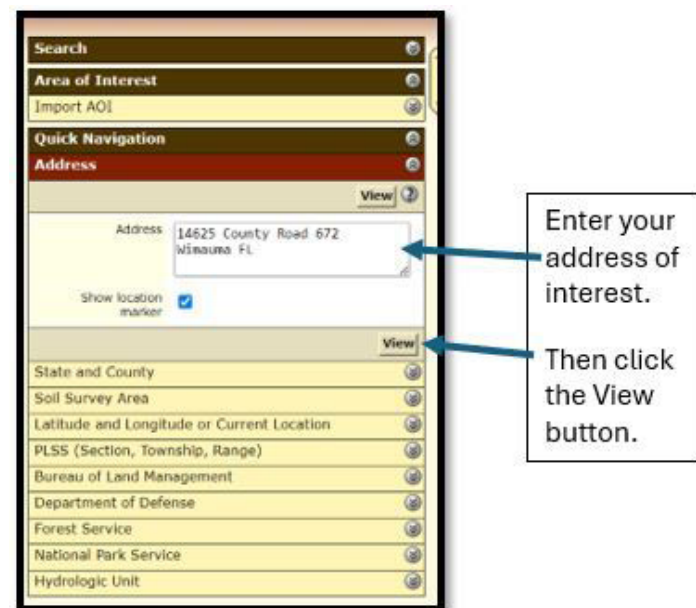 Search
Area of Interest
Import AOI
Quick Navigation
Address
View
Address
14625 County Road 672
Wimauma FL
Show location
marker
View
State and County
Soil Survey Area
Latitude and Longitude or Current Location
PLSS (Section, Township, Range)
Bureau of Land Management
Department of Defense
Forest Service
National Park Service
Hydrologic Unit
Enter your
address of
interest.
Then click
the View
button.